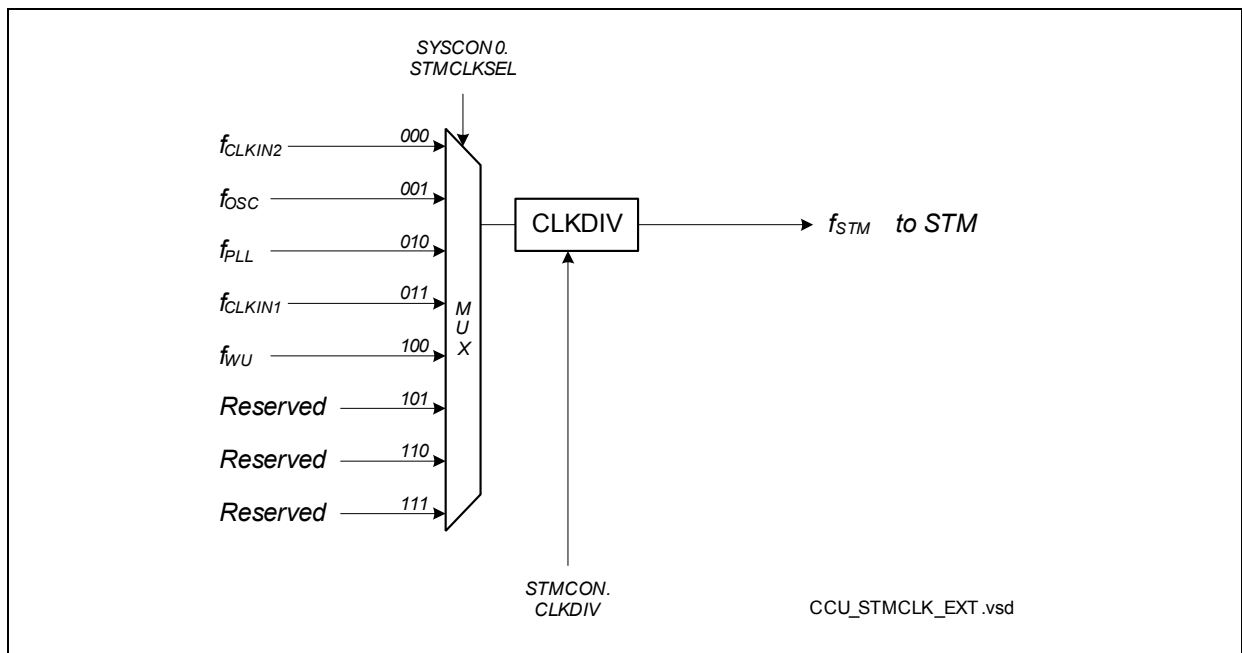 SYSCON0.
STMCLKSEL
fCLKIN2 000
fOSC 001
fPLL 010
fCLKIN1 011
fWU 100
Reserved 101
Reserved 110
Reserved 111
MUX
CLKDIV
fSTM to STM
STMCON.
CLKDIV
CCU_STMCLK_EXT.vsd